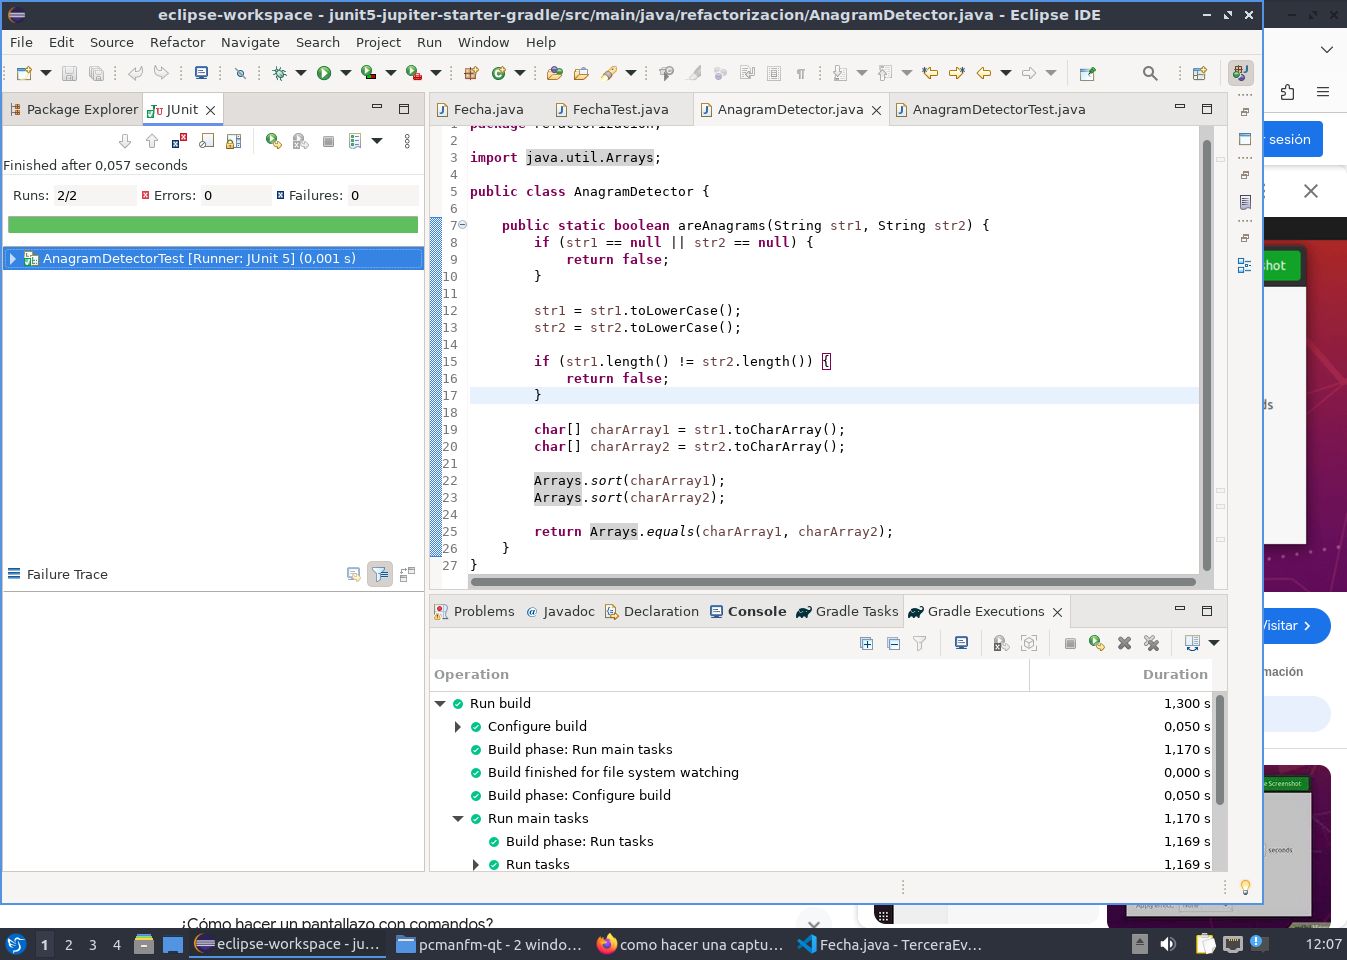 eclipse-workspace - junit5-jupiter-starter-gradle/src/main/java/refactorizacion/AnagramDetector.java - Eclipse IDE
File Edit Source Refactor Navigate Search Project Run Window Help
Package Explorer JUnit
Finished after 0,057 seconds
Runs: 2/2 Errors: 0 Failures: 0
AnagramDetectorTest [Runner: JUnit 5] (0,001 s)
Failure Trace
Fecha.java FechaTest.java AnagramDetector.java AnagramDetectorTest.java
1 package refactorizacion;
2
3 import java.util.Arrays;
4
5 public class AnagramDetector {
6
7 public static boolean areAnagrams(String str1, String str2) {
8 if (str1 == null || str2 == null) {
9 return false;
10 }
11
12 str1 = str1.toLowerCase();
13 str2 = str2.toLowerCase();
14
15 if (str1.length() != str2.length()) {
16 return false;
17 }
18
19 char[] charArray1 = str1.toCharArray();
20 char[] charArray2 = str2.toCharArray();
21
22 Arrays.sort(charArray1);
23 Arrays.sort(charArray2);
24
25 return Arrays.equals(charArray1, charArray2);
26 }
27 }
Problems Javadoc Declaration Console Gradle Tasks Gradle Executions
Operation Duration
Run build 1,300 s
Configure build 0,050 s
Build phase: Run main tasks 1,170 s
Build finished for file system watching 0,000 s
Build phase: Configure build 0,050 s
Run main tasks 1,170 s
Build phase: Run tasks 1,169 s
Run tasks 1,169 s
sesión
hot
ds
Visitar
mación
Screenshot
seconds
¿Cómo hacer un pantallazo con comandos?
1 2 3 4 eclipse-workspace - ju... pcmanfm-qt - 2 windo... como hacer una captu... Fecha.java - TerceraEv... 12:07